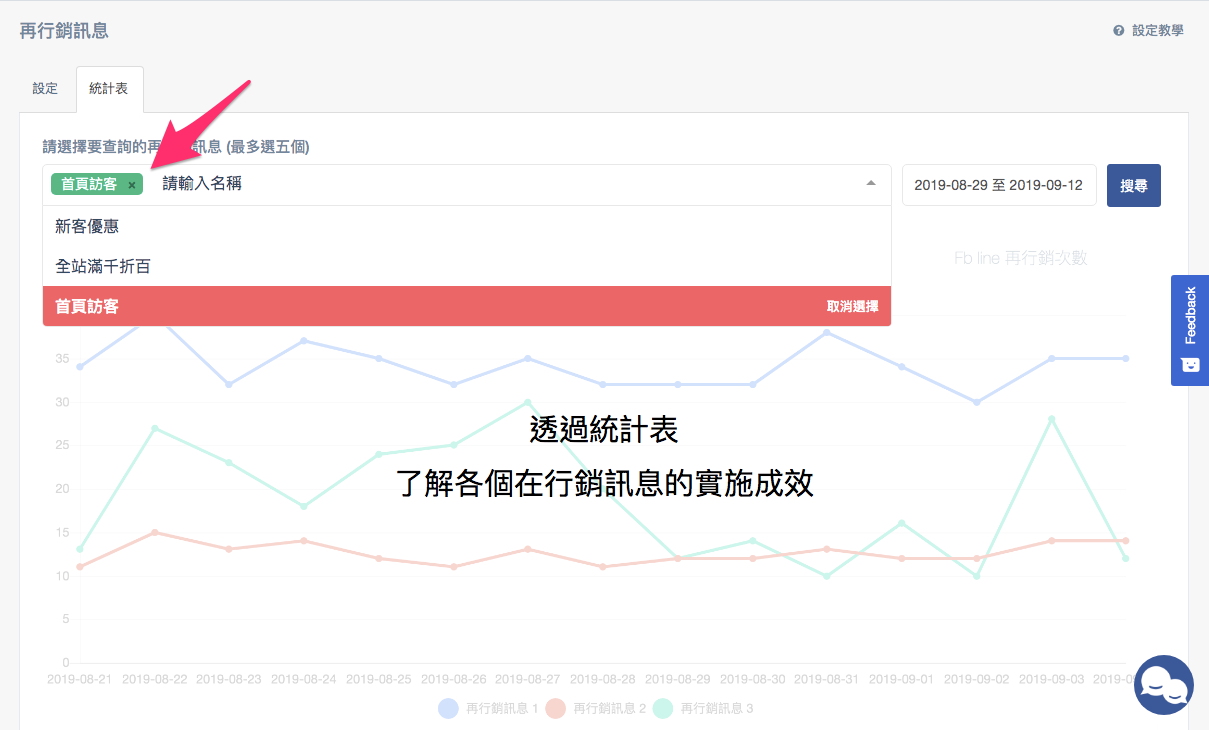 再行銷訊息
設定教學
設定
統計表
請選擇要查詢的再 訊息 (最多選五個)
首頁訪客 ×
請輸入名稱
2019-08-29 至 2019-09-12
搜尋
新客優惠
全站滿千折百
首頁訪客
取消選擇
Fb line 再行銷次數
Feedback
35
30
25
20
15
10
5
0
透過統計表
了解各個在行銷訊息的實施成效
2019-08-21 2019-08-22 2019-08-23 2019-08-24 2019-08-25 2019-08-26 2019-08-27 2019-08-28 2019-08-29 2019-08-30 2019-08-31 2019-09-01 2019-09-02 2019-09-03
再行銷訊息 1 再行銷訊息 2 再行銷訊息 3